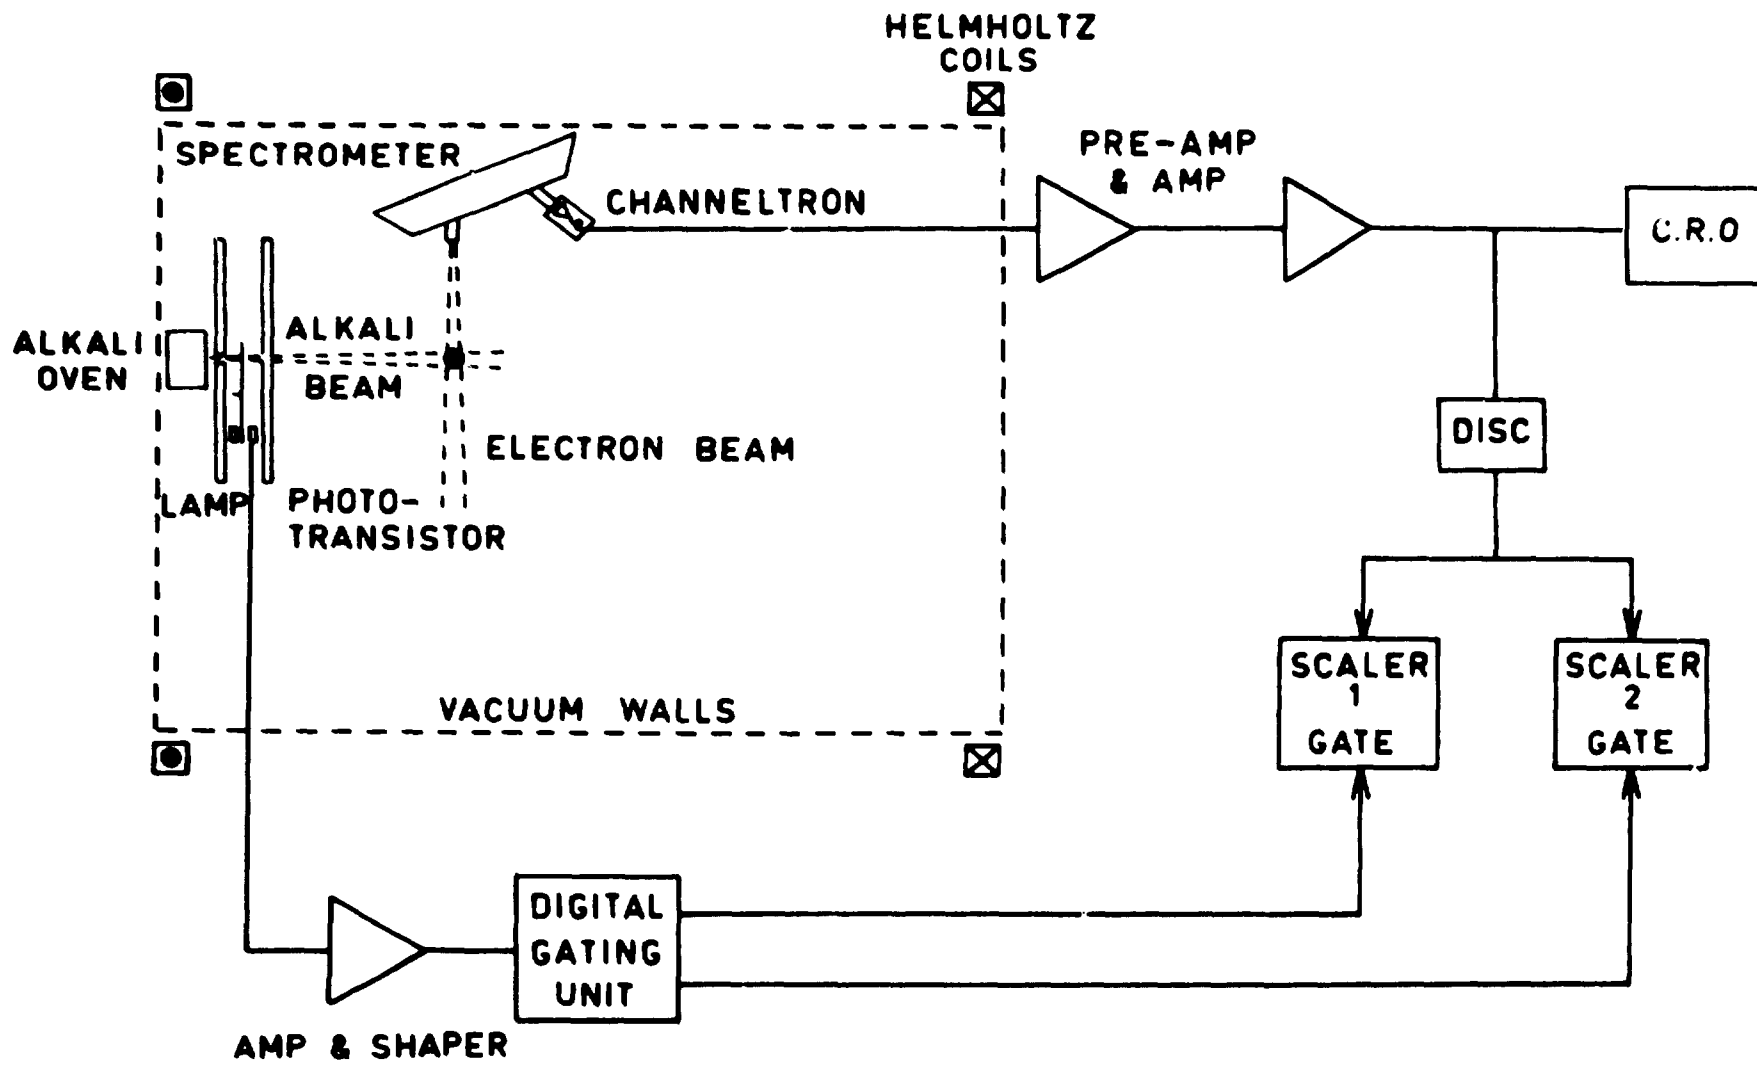 HELMHOLTZ
COILS
SPECTROMETER
PRE-AMP
& AMP
CHANNELTRON
C.R.O
ALKALI
OVEN
ALKALI
BEAM
DISC
ELECTRON BEAM
LAMP
PHOTO-
TRANSISTOR
SCALER
1
GATE
SCALER
2
GATE
VACUUM WALLS
DIGITAL
GATING
UNIT
AMP & SHAPER